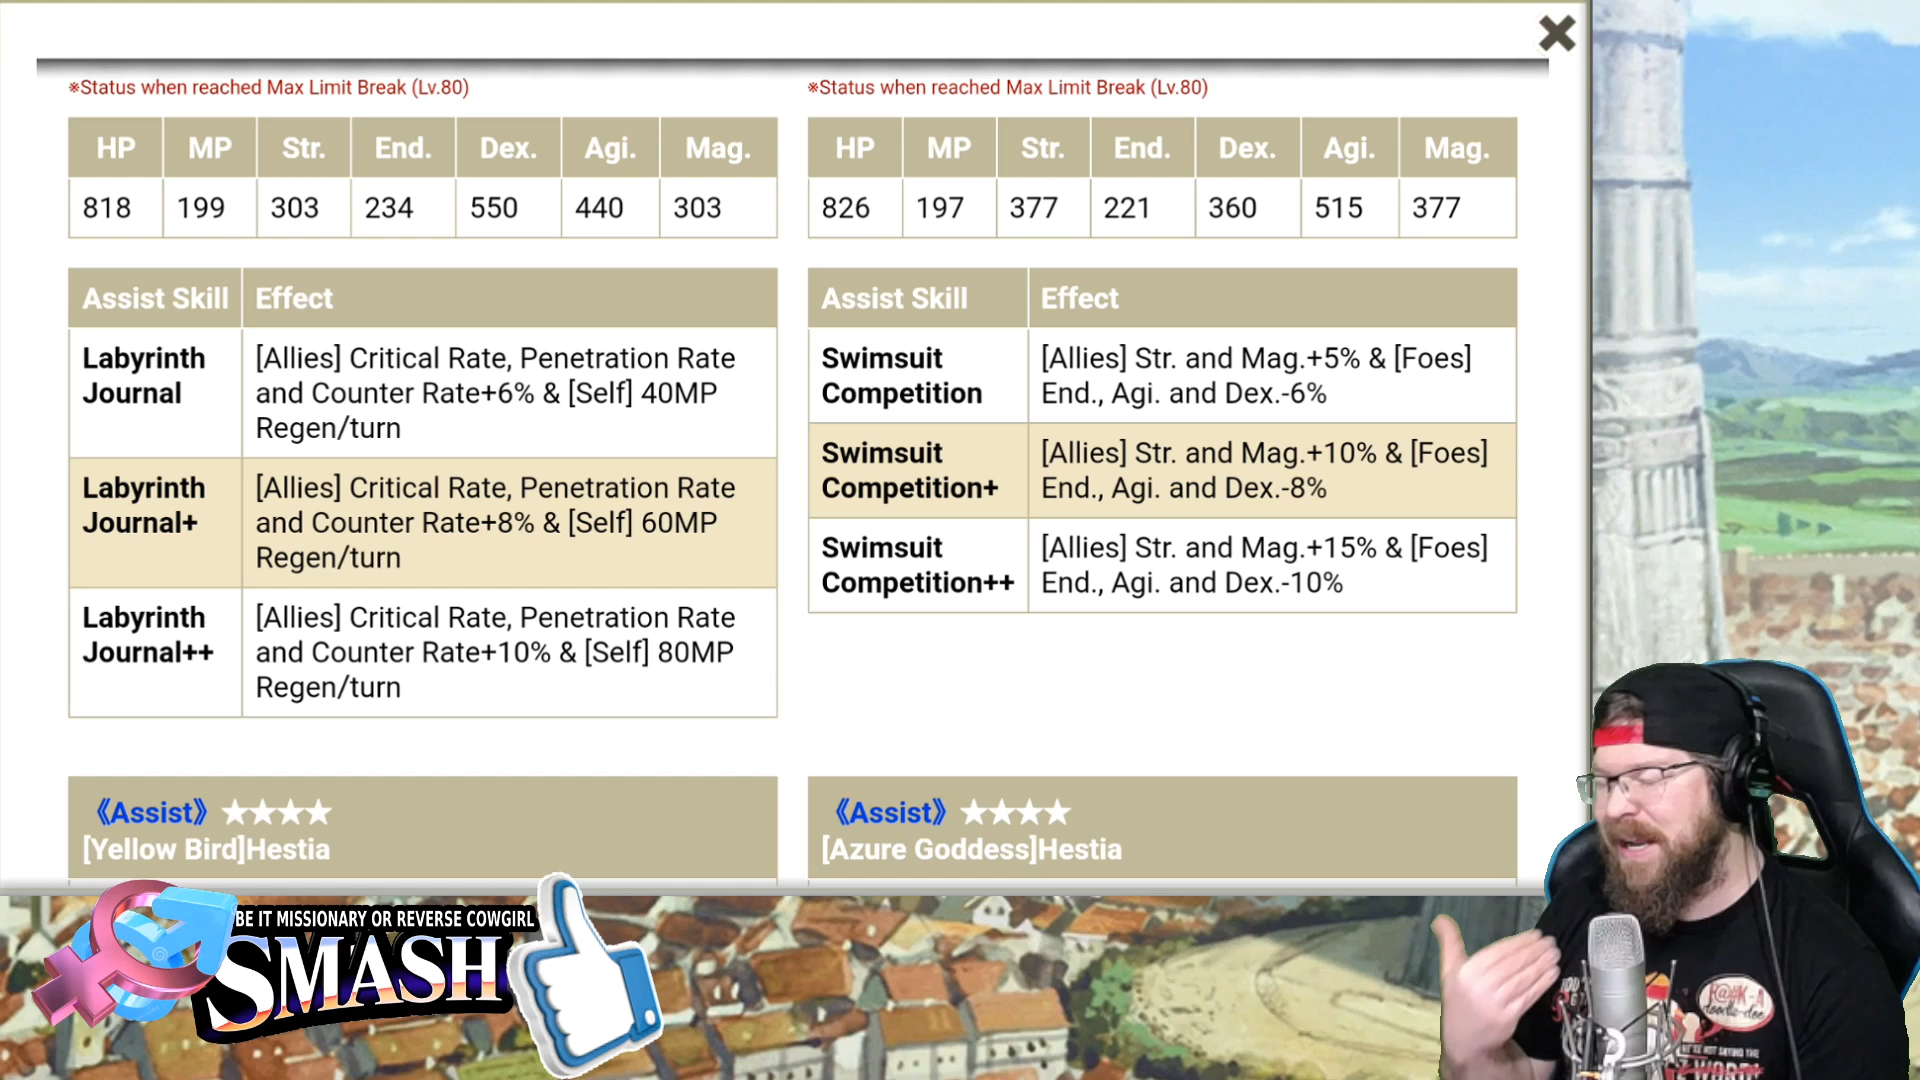 ※Status when reached Max Limit Break (Lv.80)
HP MP Str. End. Dex. Agi. Mag.
818 199 303 234 550 440 303
Assist Skill Effect
Labyrinth Journal
[Allies] Critical Rate, Penetration Rate
and Counter Rate+6% & [Self] 40MP
Regen/turn
Labyrinth Journal+
[Allies] Critical Rate, Penetration Rate
and Counter Rate+8% & [Self] 60MP
Regen/turn
Labyrinth Journal++
[Allies] Critical Rate, Penetration Rate
and Counter Rate+10% & [Self] 80MP
Regen/turn
《Assist》 ★★★★
[Yellow Bird]Hestia
※Status when reached Max Limit Break (Lv.80)
HP MP Str. End. Dex. Agi. Mag.
826 197 377 221 360 515 377
Assist Skill Effect
Swimsuit Competition
[Allies] Str. and Mag.+5% & [Foes]
End., Agi. and Dex.-6%
Swimsuit Competition+
[Allies] Str. and Mag.+10% & [Foes]
End., Agi. and Dex.-8%
Swimsuit Competition++
[Allies] Str. and Mag.+15% & [Foes]
End., Agi. and Dex.-10%
《Assist》 ★★★★
[Azure Goddess]Hestia
BE IT MISSIONARY OR REVERSE COWGIRL
SMASH